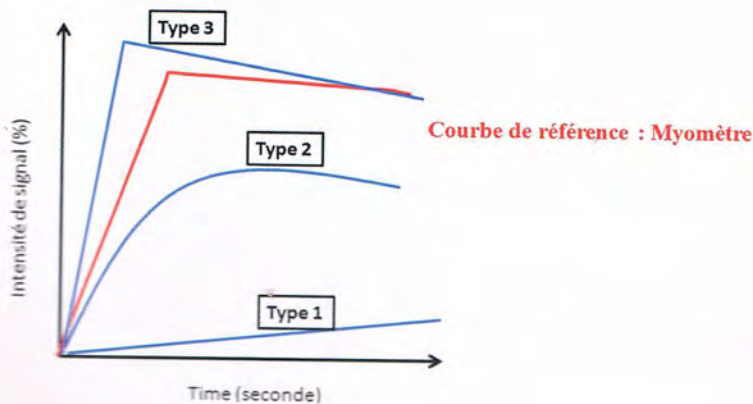 Type 3
Courbe de référence : Myomètre
Type 2
Intensité de signal (%)
Type 1
Time (seconde)